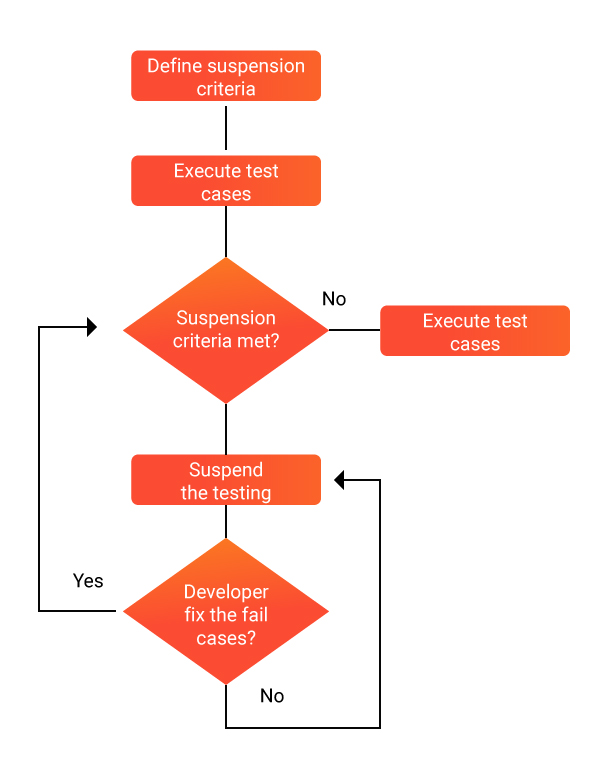 Define suspension
criteria
Execute test
cases
Suspension
criteria met?
No
Execute test
cases
Suspend
the testing
Developer
fix the fail
cases?
Yes
No